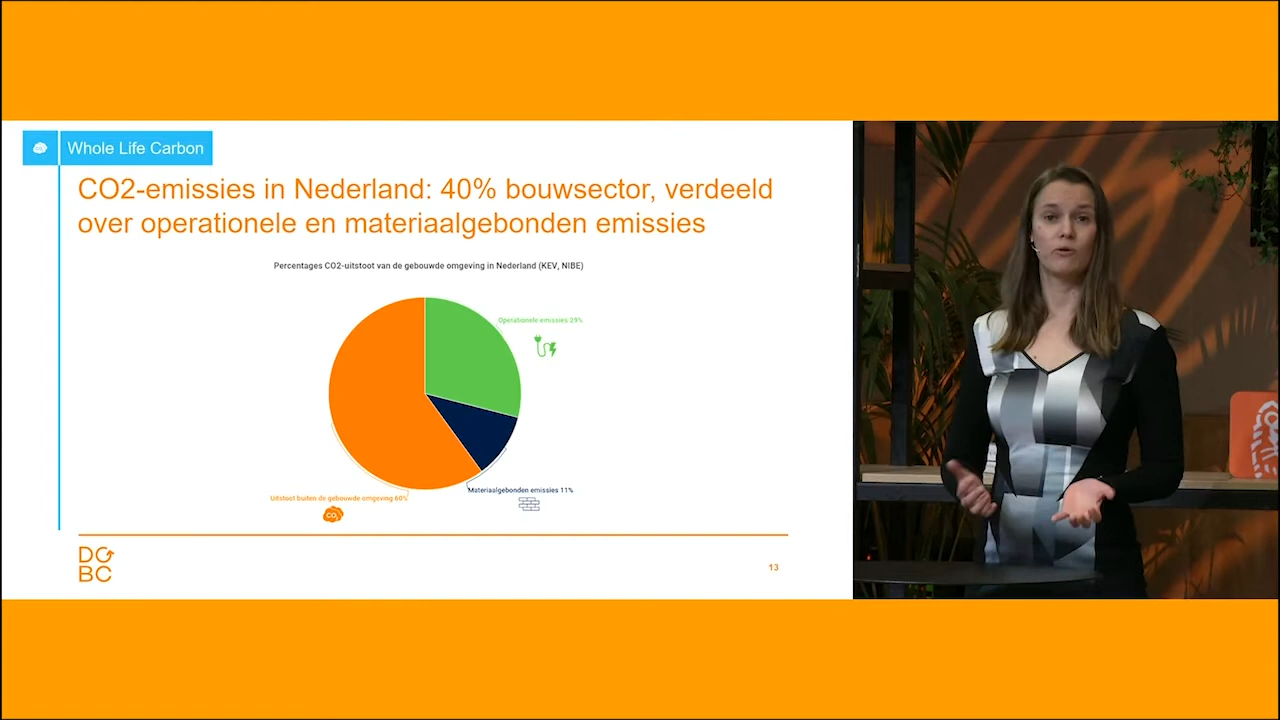 Whole Life Carbon
CO2-emissies in Nederland: 40% bouwsector, verdeeld
over operationele en materiaalgebonden emissies
Percentages CO2-uitstoot van de gebouwde omgeving in Nederland (KEV, NIBE)
Operationele emissies 29%
Materiaalgebonden emissies 11%
Uitstoot buiten de gebouwde omgeving 60%
CO₂
DG
BC
13